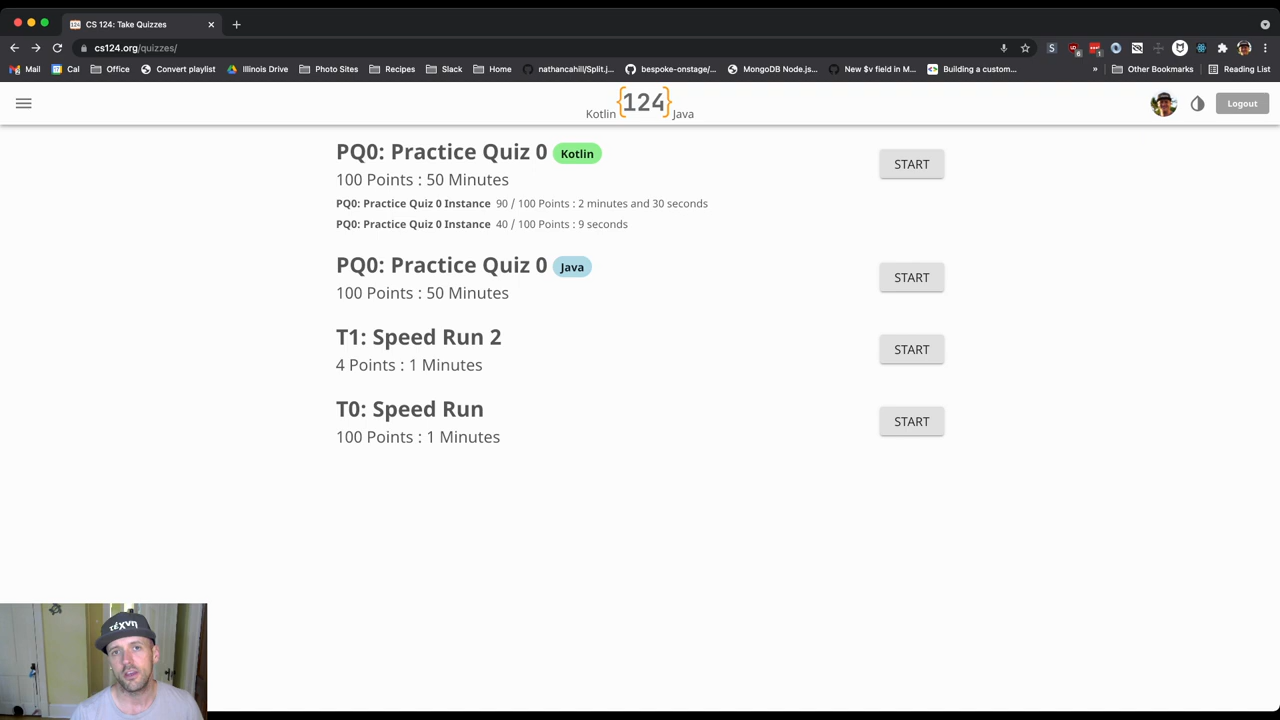 CS 124: Take Quizzes
cs124.org/quizzes/
Mail Cal Office Convert playlist Illinois Drive Photo Sites Recipes Slack Home nathancahill/Split.j... bespoke-onstage/... MongoDB Node.js... New $v field in M... Building a custom... » Other Bookmarks Reading List
Kotlin {124} Java
Logout
PQ0: Practice Quiz 0 Kotlin
START
100 Points : 50 Minutes
PQ0: Practice Quiz 0 Instance 90 / 100 Points : 2 minutes and 30 seconds
PQ0: Practice Quiz 0 Instance 40 / 100 Points : 9 seconds
PQ0: Practice Quiz 0 Java
START
100 Points : 50 Minutes
T1: Speed Run 2
START
4 Points : 1 Minutes
T0: Speed Run
START
100 Points : 1 Minutes
τέχνη